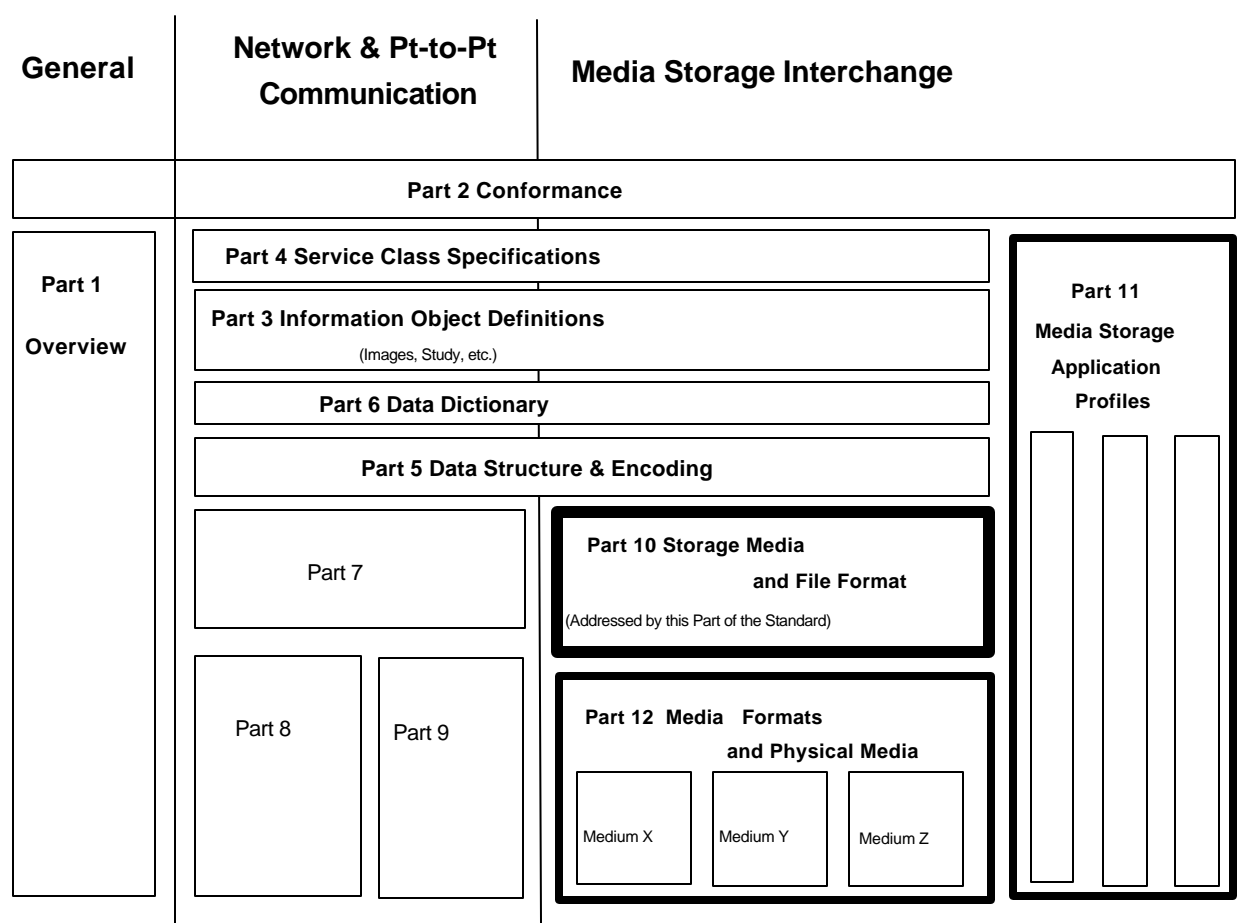 General
Network & Pt-to-Pt
Communication
Media Storage Interchange
Part 2 Conformance
Part 1
Overview
Part 4 Service Class Specifications
Part 3 Information Object Definitions
(Images, Study, etc.)
Part 6 Data Dictionary
Part 5 Data Structure & Encoding
Part 7
Part 8
Part 9
Part 10 Storage Media
and File Format
(Addressed by this Part of the Standard)
Part 12 Media Formats
and Physical Media
Medium X
Medium Y
Medium Z
Part 11
Media Storage
Application
Profiles